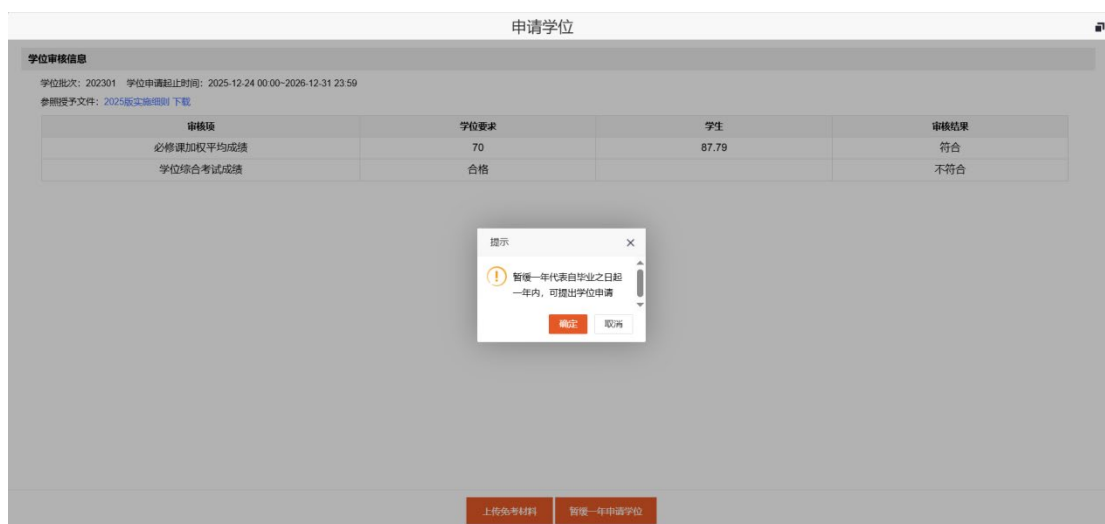 申请学位
学位审核信息
学位批次：202301 学位申请起止时间：2025-12-24 00:00~2026-12-31 23:59
参照授予文件：2025版实施细则 下载
审核项 学位要求 学生 审核结果
必修课加权平均成绩 70 87.79 符合
学位综合考试成绩 合格 不符合
提示
暂缓一年代表自毕业之日起
一年内，可提出学位申请
确定 取消
上传免考材料 暂缓一年申请学位